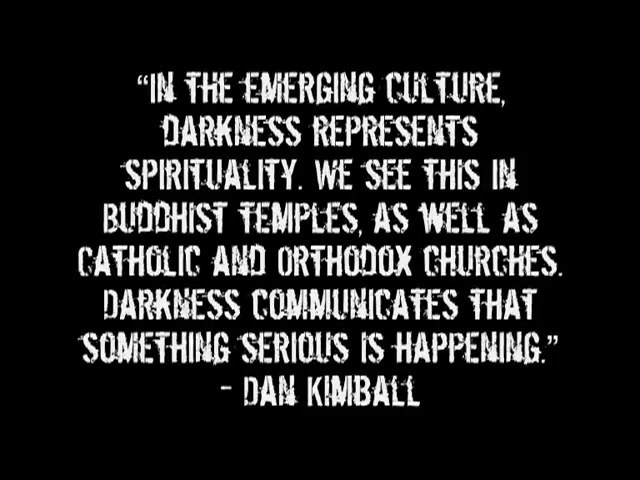 “IN THE EMERGING CULTURE,
DARKNESS REPRESENTS
SPIRITUALITY. WE SEE THIS IN
BUDDHIST TEMPLES, AS WELL AS
CATHOLIC AND ORTHODOX CHURCHES.
DARKNESS COMMUNICATES THAT
SOMETHING SERIOUS IS HAPPENING.”
- DAN KIMBALL